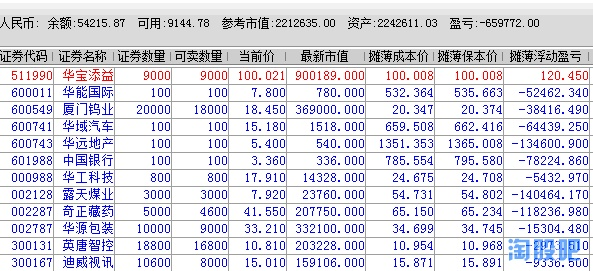 人民币: 余额:54215.87 可用:9144.78 参考市值:2212635.00 资产:2242611.03 盈亏:-659772.00
证券代码 证券名称 证券数量 可卖数量 当前价 最新市值 摊薄成本价 摊薄保本价 摊薄浮动盈亏
511990 华宝添益 9000 9000 100.021 900189.000 100.008 100.008 120.450
600011 华能国际 100 100 7.800 780.000 532.364 535.663 -52462.340
600549 厦门钨业 20000 18000 18.450 369000.000 20.347 20.374 -38416.490
600741 华域汽车 100 100 15.180 1518.000 659.508 662.416 -64439.250
600743 华远地产 100 100 5.400 540.000 1351.353 1365.008 -134600.900
601988 中国银行 100 100 3.360 336.000 785.554 795.580 -78224.860
000988 华工科技 800 800 17.910 14328.000 24.675 24.708 -5432.970
002128 露天煤业 3000 3000 7.920 23760.000 54.731 54.802 -140464.170
002287 奇正藏药 5000 4600 41.550 207750.000 65.150 65.234 -118236.980
002787 华源包装 10000 9000 33.210 332100.000 34.699 34.745 -15304.480
300131 英唐智控 18800 16800 10.810 203228.000 10.954 10.968
300167 迪威视讯 10600 8600 15.010 159106.000 15.871 15.891 -9336.500
淘股吧